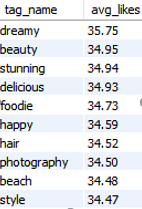 tag_name avg_likes
dreamy 35.75
beauty 34.95
stunning 34.94
delicious 34.93
foodie 34.73
happy 34.59
hair 34.52
photography 34.50
beach 34.48
style 34.47